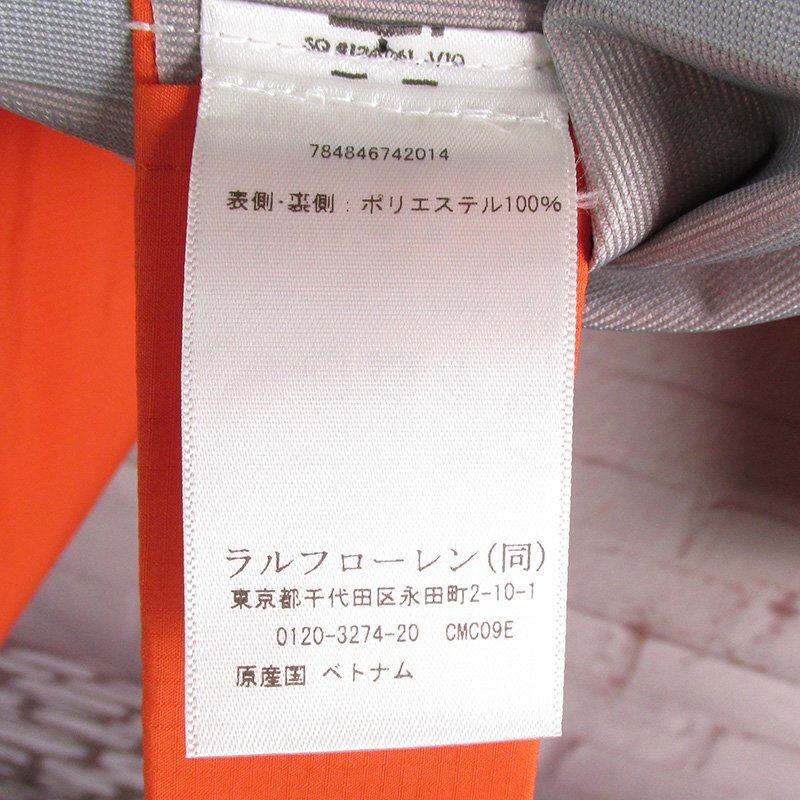 784846742014
表側・裏側：ポリエステル100%
ラルフローレン(同)
東京都千代田区永田町2-10-1
0120-3274-20 CMC09E
原産国 ベトナム